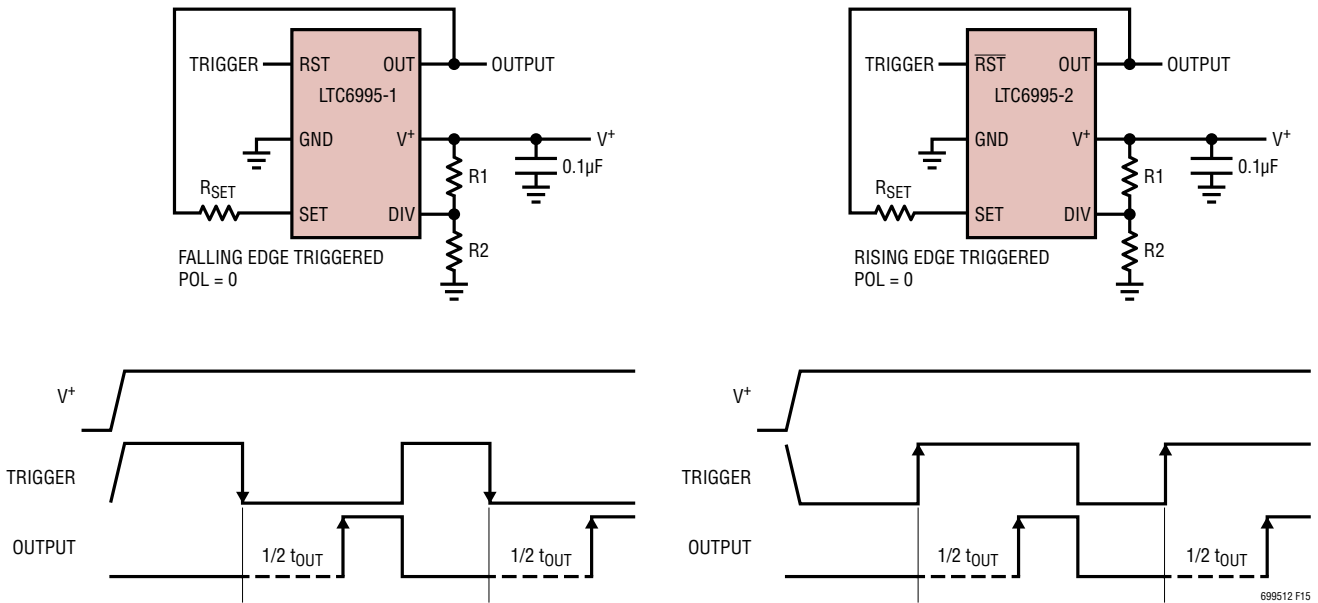 TRIGGER RST OUT OUTPUT
LTC6995-1
GND V⁺ V⁺
R1 0.1µF
RSET
SET DIV
R2
FALLING EDGE TRIGGERED
POL = 0
TRIGGER R̅S̅T̅ OUT OUTPUT
LTC6995-2
GND V⁺ V⁺
R1 0.1µF
RSET
SET DIV
R2
RISING EDGE TRIGGERED
POL = 0
V⁺
TRIGGER
OUTPUT
1/2 tOUT 1/2 tOUT
V⁺
TRIGGER
OUTPUT
1/2 tOUT 1/2 tOUT
699512 F15